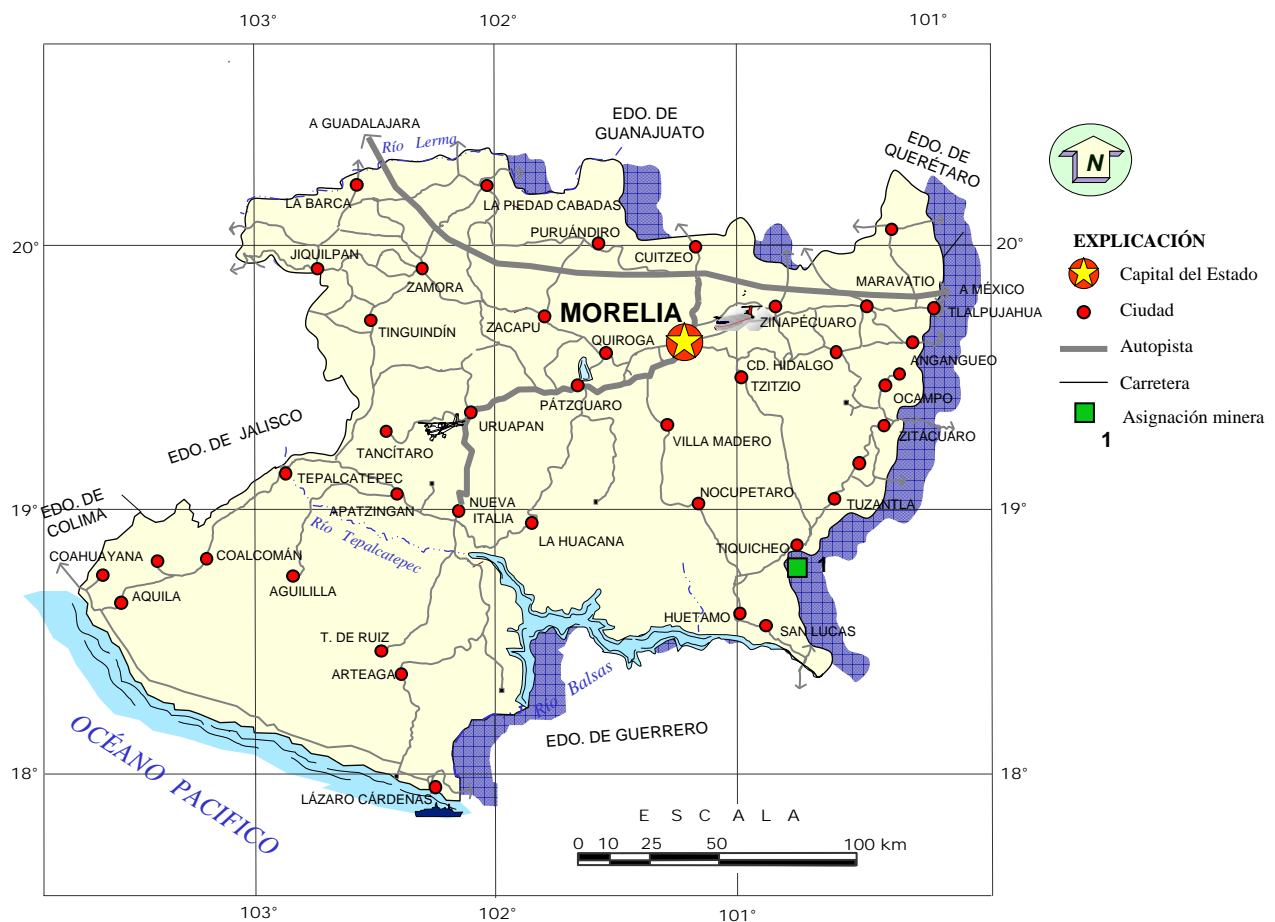 103°
102°
101°
A GUADALAJARA
Río Lerma
EDO. DE
GUANAJUATO
EDO. DE
QUERÉTARO
N
LA BARCA
LA PIEDAD CABADAS
PURUÁNDIRO
CUITZEO
20°
20°
JIQUILPAN
ZAMORA
MARAVATIO
A MÉXICO
TLALPUJAHUA
TINGUINDÍN
ZACAPU
MORELIA
ZINAPÉCUARO
QUIROGA
CD. HIDALGO
ANGANGUEO
TZITZIO
PÁTZCUARO
OCAMPO
URUAPAN
VILLA MADERO
ZITÁCUARO
EDO. DE JALISCO
TANCÍTARO
TEPALCATEPEC
APATZINGAN
NUEVA
ITALIA
NOCUPETARO
TUZANTLA
EDO. DE
COLIMA
19°
19°
Río Tepalcatepec
LA HUACANA
TIQUICHEO
1
COAHUAYANA
COALCOMÁN
AGUILILLA
AQUILA
HUETAMO
SAN LUCAS
T. DE RUIZ
ARTEAGA
Río Balsas
EDO. DE GUERRERO
OCÉANO PACIFICO
18°
18°
LÁZARO CÁRDENAS
E S C A L A
0 10 25 50 100 km
103°
102°
101°
EXPLICACIÓN
Capital del Estado
Ciudad
Autopista
Carretera
Asignación minera
1